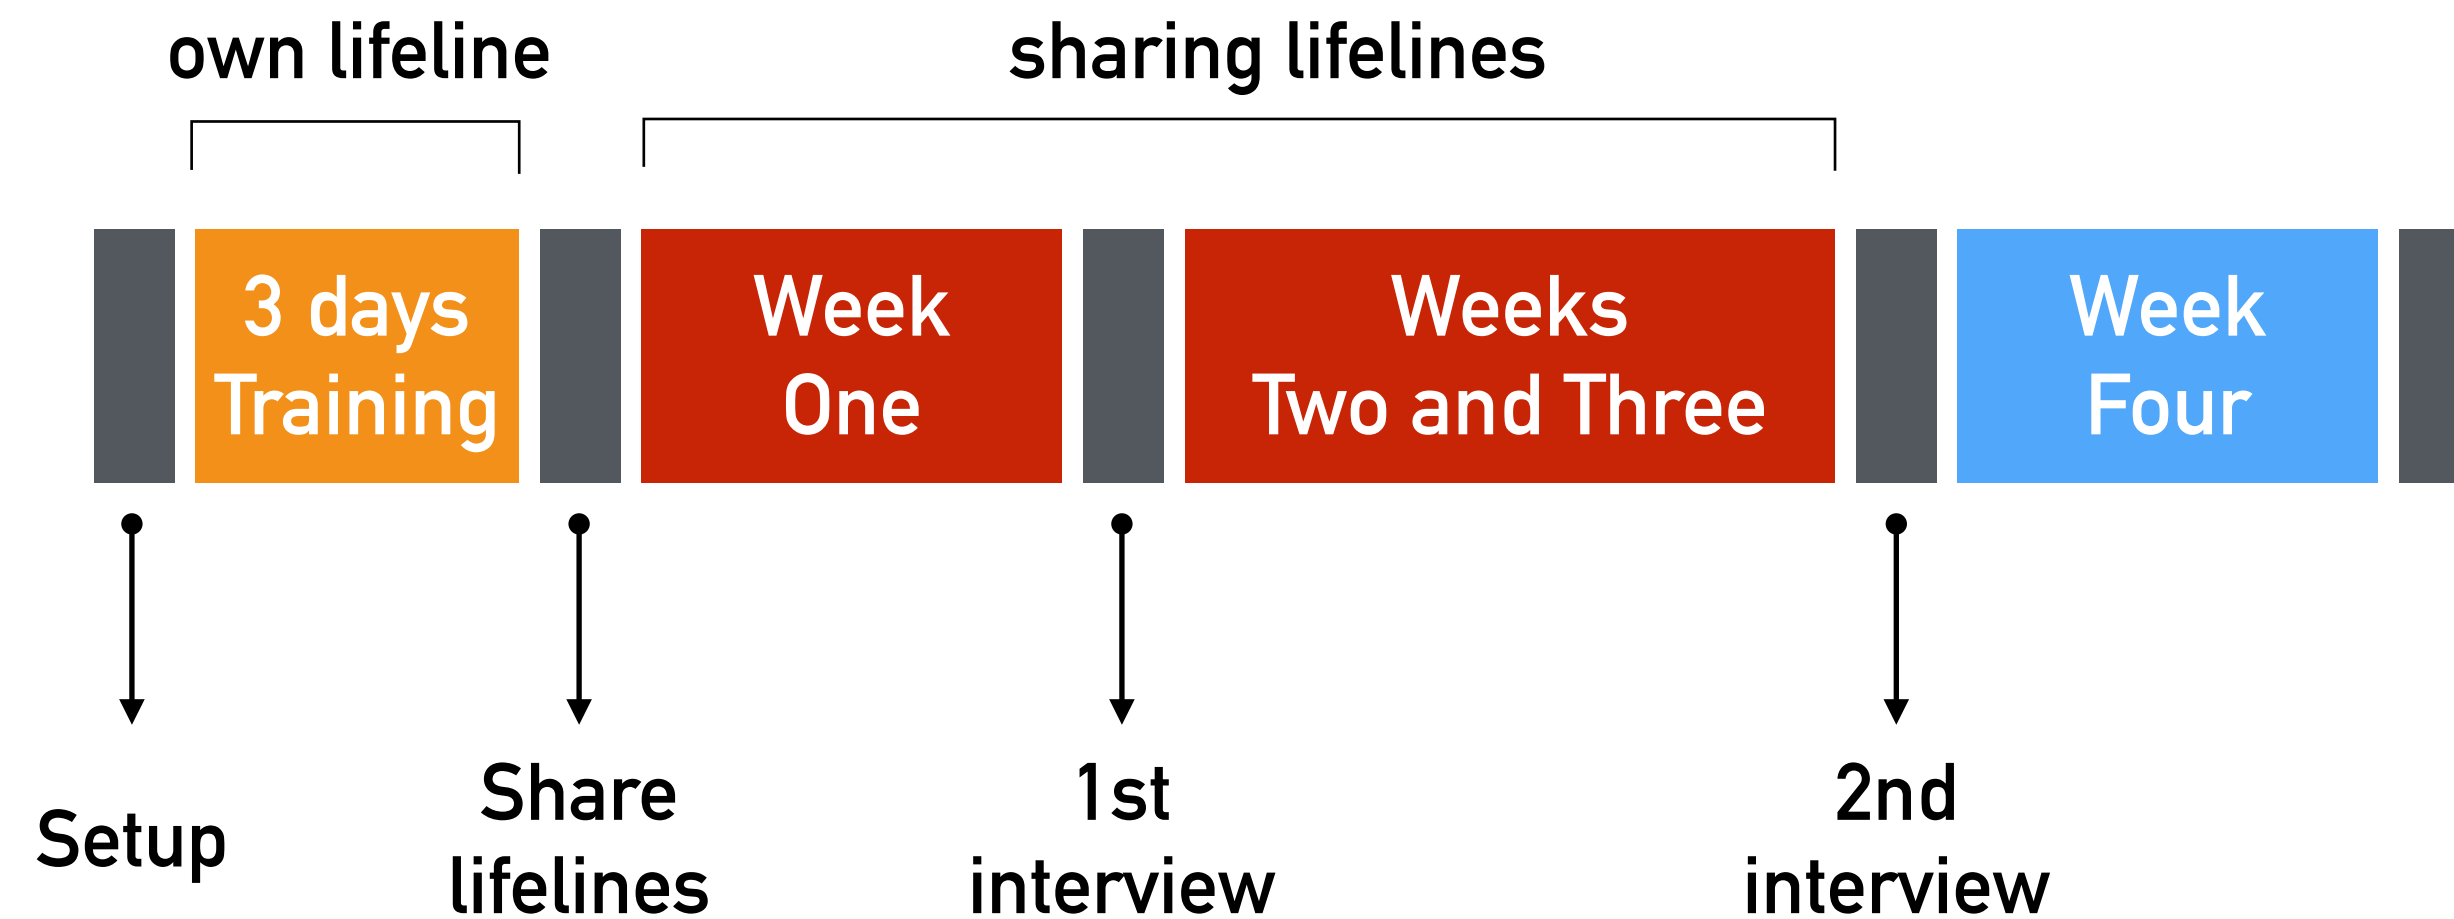 own lifeline
sharing lifelines
3 days
Training
Week
One
Weeks
Two and Three
Week
Four
Setup
Share
lifelines
1st
interview
2nd
interview